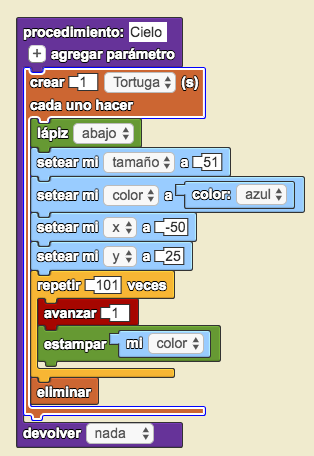 procedimiento: Cielo
+ agregar parámetro
crear 1 Tortuga (s)
cada uno hacer
lápiz abajo
setear mi tamaño a 51
setear mi color a color: azul
setear mi x a -50
setear mi y a 25
repetir 101 veces
avanzar 1
estampar mi color
eliminar
devolver nada